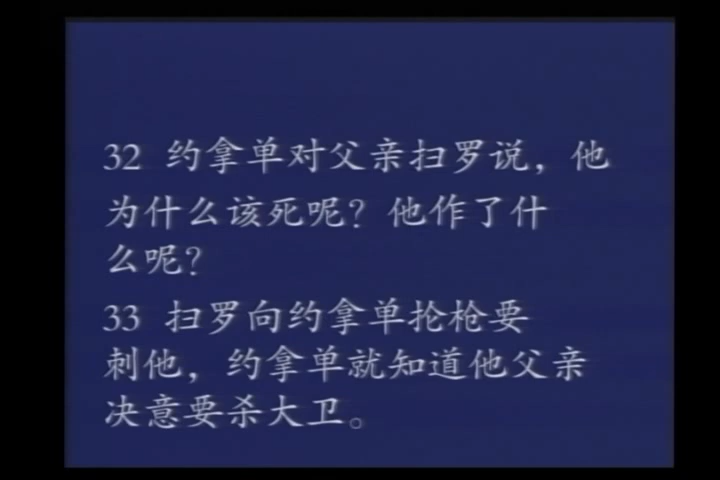 32 约拿单对父亲扫罗说，他
为什么该死呢？他作了什
么呢？
33 扫罗向约拿单抡枪要
刺他，约拿单就知道他父亲
决意要杀大卫。